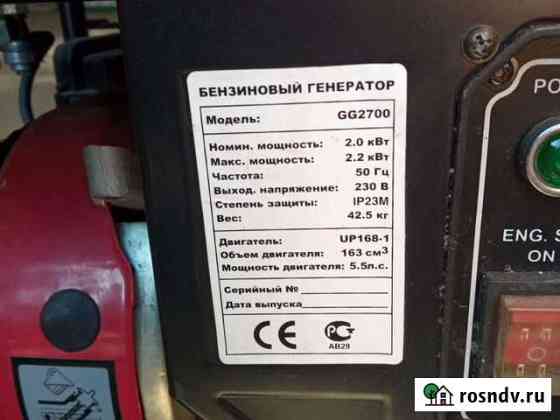 БЕНЗИНОВЫЙ ГЕНЕРАТОР
Модель: GG2700
Номин. мощность: 2.0 кВт
Макс. мощность: 2.2 кВт
Частота: 50 Гц
Выход. напряжение: 230 В
Степень защиты: IP23M
Вес: 42.5 кг
Двигатель: UP168-1
Объем двигателя: 163 см³
Мощность двигателя: 5.5л.с.
Серийный №
Дата выпуска
CE РСТ
АВ29
PO
ENG. S
ON
rosndv.ru